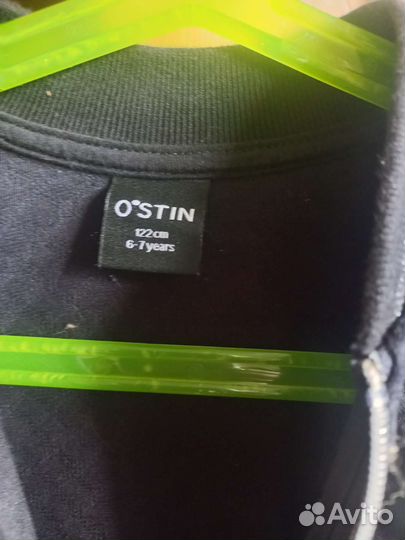 O'STIN
122cm
6-7years
Avito